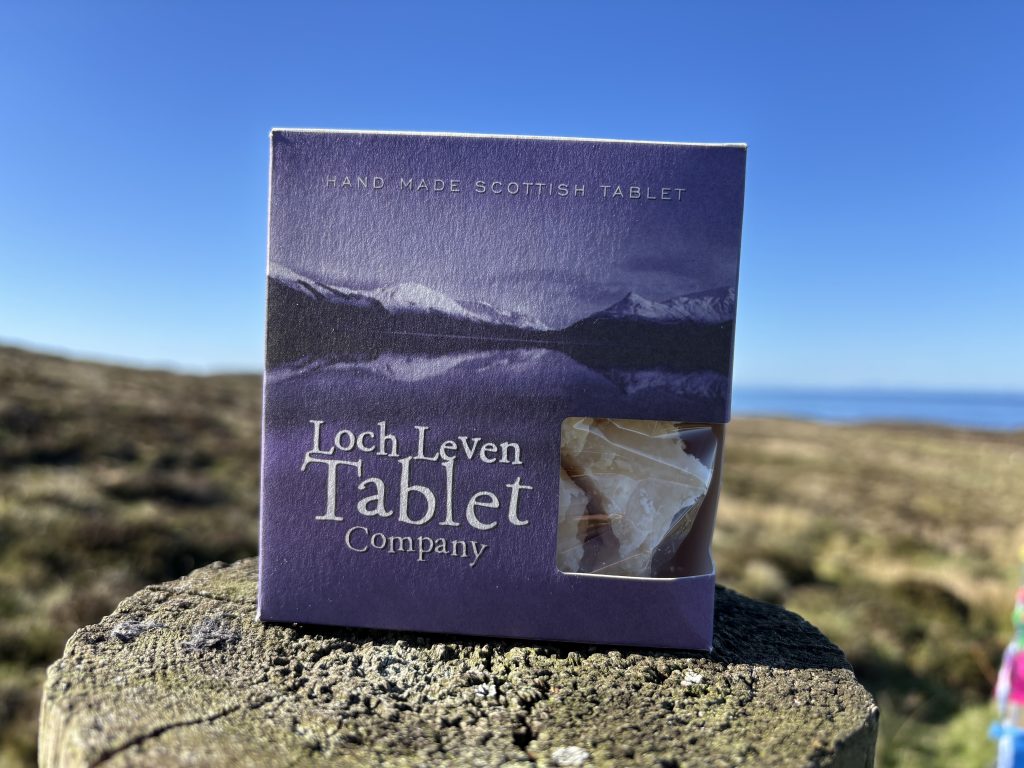 HAND MADE SCOTTISH TABLET
Loch Leven
Tablet
Company